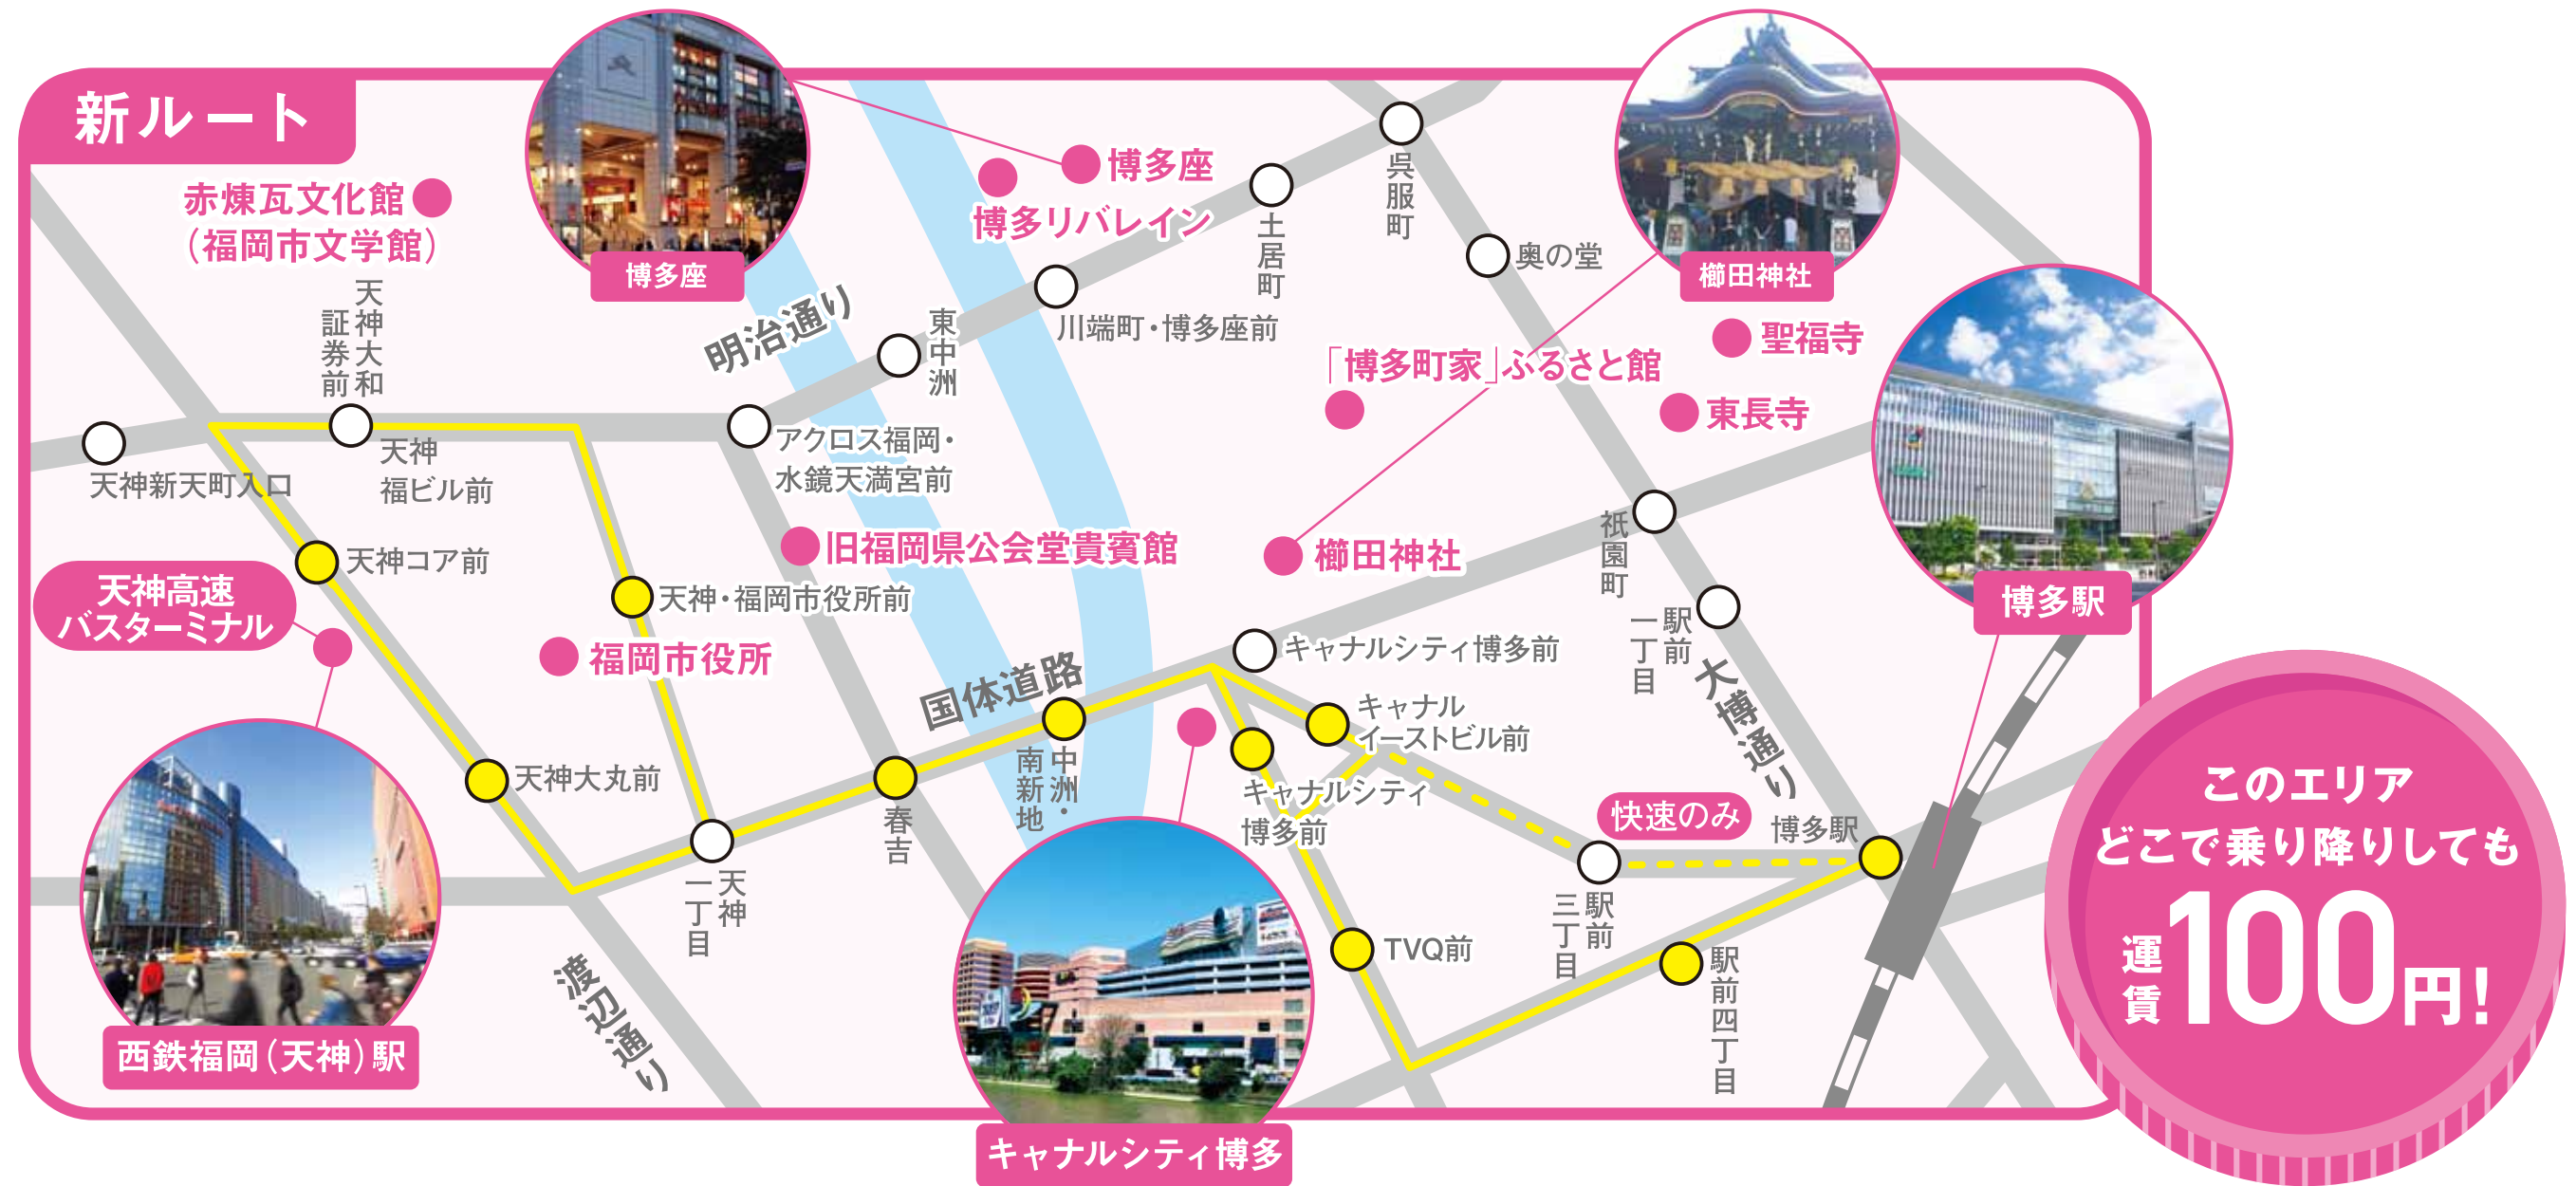 新ルート
赤煉瓦文化館
（福岡市文学館）
博多座
博多座
博多リバレイン
土居町
呉服町
奥の堂
櫛田神社
聖福寺
東長寺
「博多町家」ふるさと館
天神大和
証券前
明治通り
東中洲
川端町・博多座前
天神新天町入口
天神
福ビル前
アクロス福岡・
水鏡天満宮前
天神コア前
旧福岡県公会堂貴賓館
櫛田神社
祇園町
博多駅
天神高速
バスターミナル
天神・福岡市役所前
福岡市役所
キャナルシティ博多前
駅前
一丁目
大博通り
国体道路
中洲・
南新地
キャナル
イーストビル前
天神大丸前
キャナルシティ
博多前
快速のみ
博多駅
春吉
天神
一丁目
TVQ前
駅前
三丁目
駅前四丁目
渡辺通り
西鉄福岡（天神）駅
キャナルシティ博多
このエリア
どこで乗り降りしても
運賃100円！